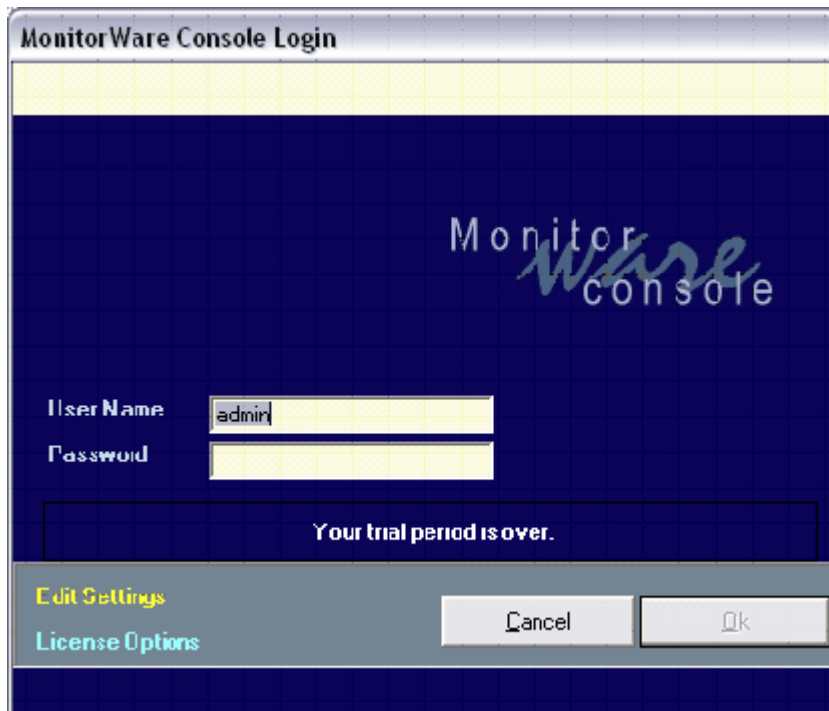 MonitorWare Console Login
Monitor
ware
console
User Name
admin
Password
Your trial period is over.
Edit Settings
License Options
Cancel
Ok